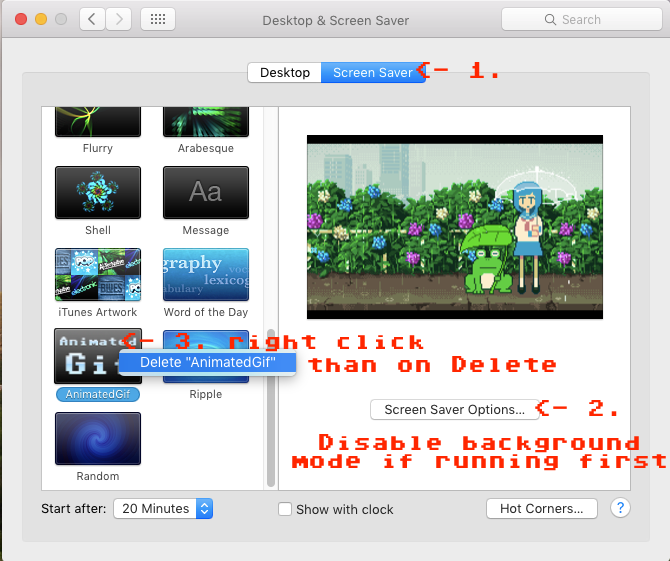 Desktop & Screen Saver
Search
Desktop
Screen Saver
<- 1.
Flurry
Arabesque
Aa
Shell
Message
graphy
lexicog
iTunes Artwork
Word of the Day
Animated
Gif
<- 3. right click
Delete "AnimatedGif"
than on Delete
AnimatedGif
Ripple
Screen Saver Options...
<- 2.
Disable background
mode if running first
Random
Start after:
20 Minutes
Show with clock
Hot Corners...
?